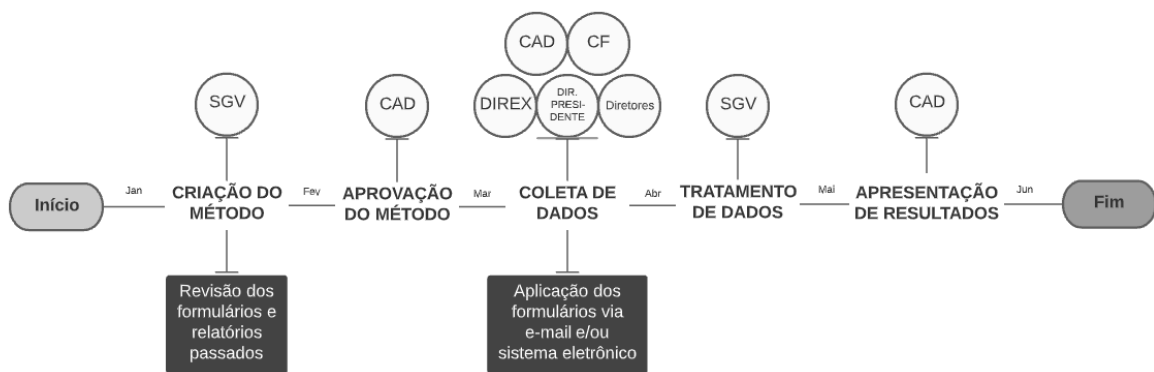 CAD
CF
SGV
CAD
DIREX
DIR.
PRESI-
DENTE
Diretores
SGV
CAD
Início
Jan
CRIAÇÃO DO
MÉTODO
Fev
APROVAÇÃO
DO MÉTODO
Mar
COLETA DE
DADOS
Abr
TRATAMENTO
DE DADOS
Mai
APRESENTAÇÃO
DE RESULTADOS
Jun
Fim
Revisão dos
formulários e
relatórios
passados
Aplicação dos
formulários via
e-mail e/ou
sistema eletrônico